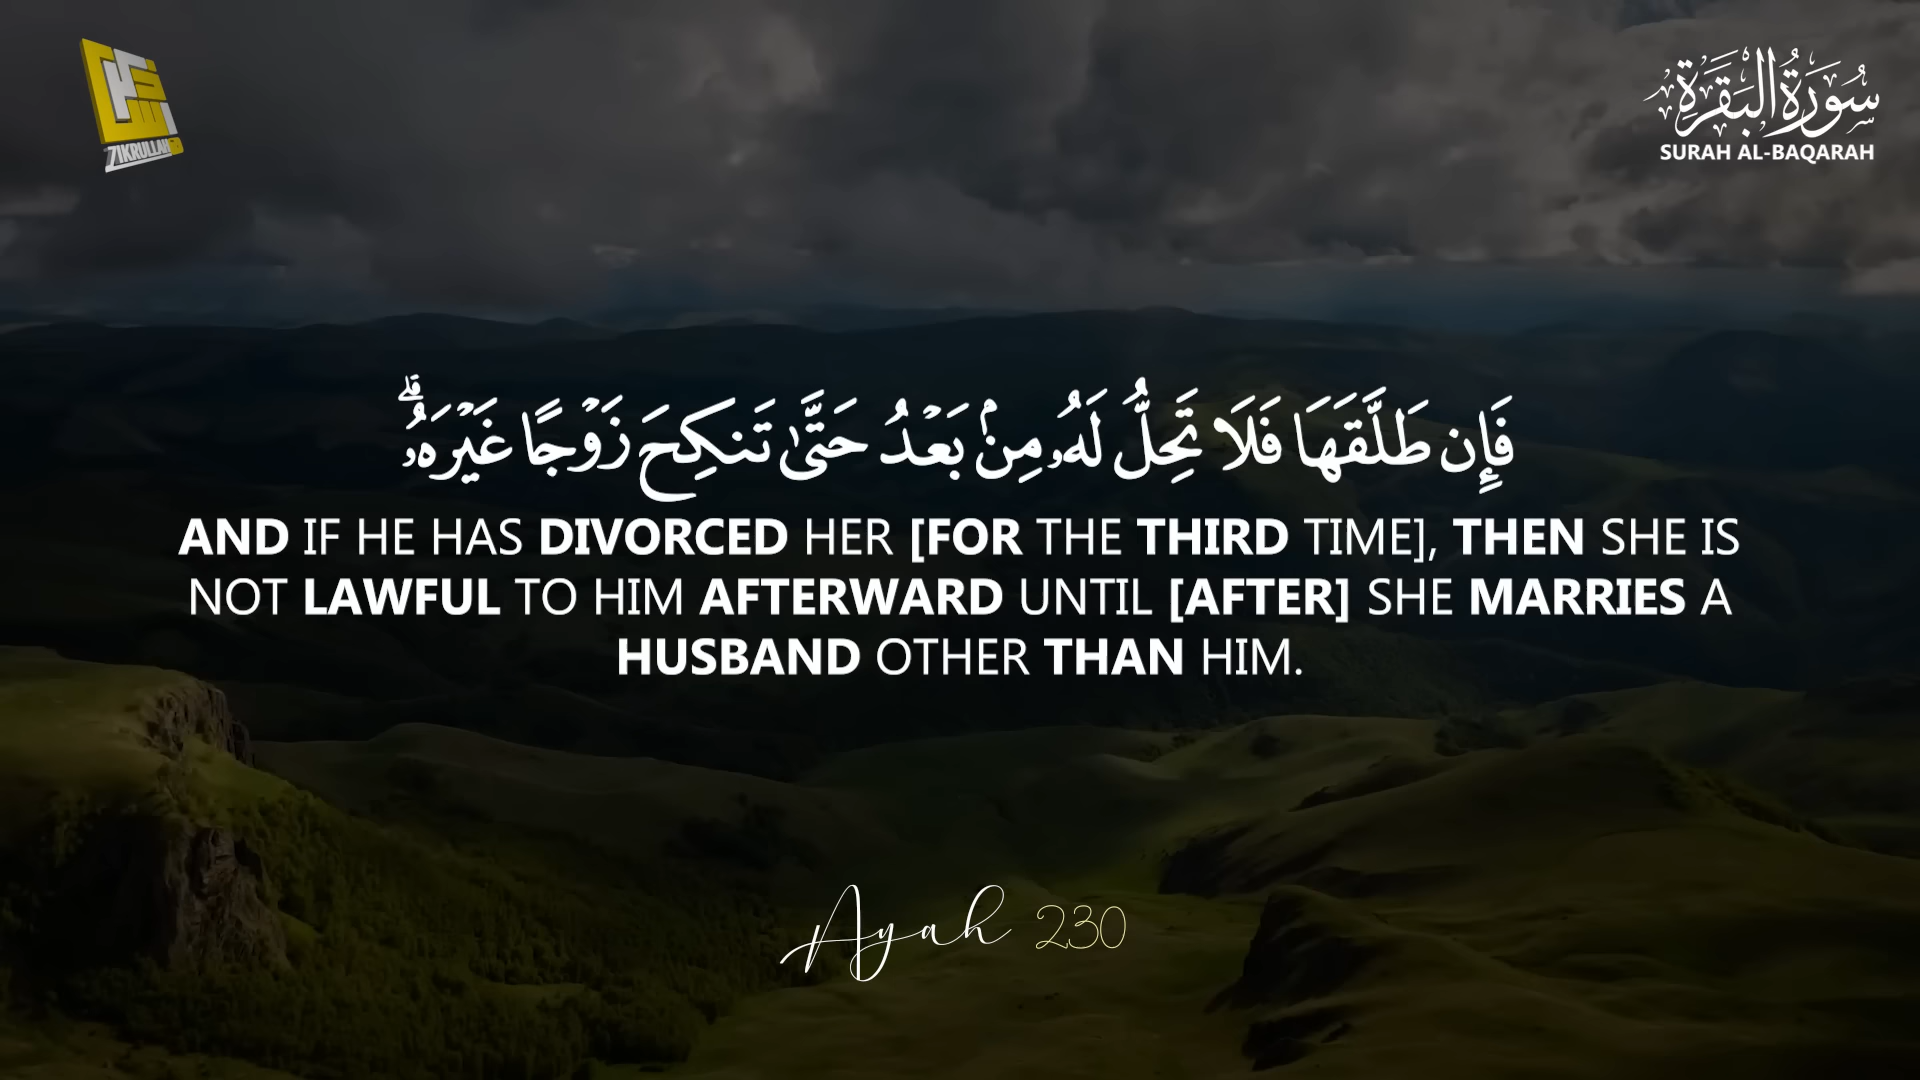 ZIKRULLAH
سُورَةُ الْبَقَرَةِ
SURAH AL-BAQARAH
فَإِن طَلَّقَهَا فَلَا تَحِلُّ لَهُۥ مِنۢ بَعۡدُ حَتَّىٰ تَنكِحَ زَوۡجًا غَيۡرَهُۥۗ
AND IF HE HAS DIVORCED HER [FOR THE THIRD TIME], THEN SHE IS
NOT LAWFUL TO HIM AFTERWARD UNTIL [AFTER] SHE MARRIES A
HUSBAND OTHER THAN HIM.
Ayah 230